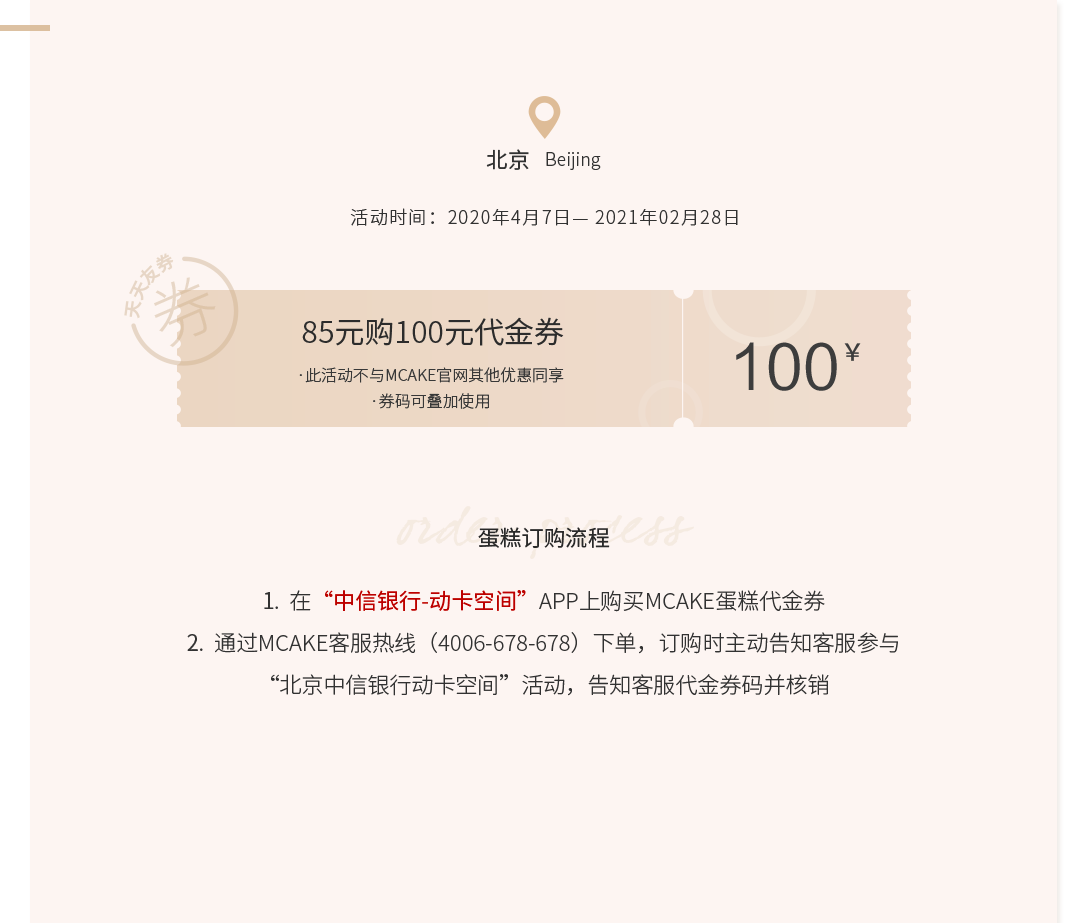 北京 Beijing
活动时间：2020年4月7日— 2021年02月28日
天天友券
券
85元购100元代金券
·此活动不与MCAKE官网其他优惠同享
·券码可叠加使用
100¥
order process
蛋糕订购流程
1. 在“中信银行-动卡空间”APP上购买MCAKE蛋糕代金券
2. 通过MCAKE客服热线（4006-678-678）下单，订购时主动告知客服参与
“北京中信银行动卡空间”活动，告知客服代金券码并核销